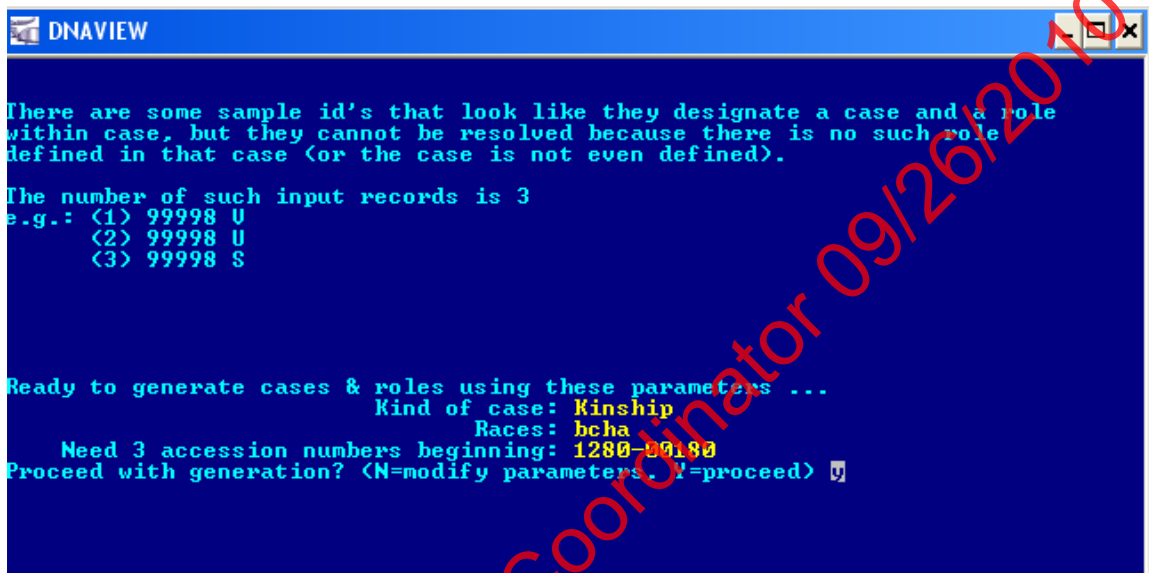 DNAVIEW
There are some sample id's that look like they designate a case and a role
within case, but they cannot be resolved because there is no such role
defined in that case (or the case is not even defined).
The number of such input records is 3
e.g.: (1) 99998 V
(2) 99998 U
(3) 99998 S
Ready to generate cases & roles using these parameters ...
Kind of case: Kinship
Races: bcha
Need 3 accession numbers beginning: 1280-00180
Proceed with generation? (N=modify parameters. Y=proceed) y
Coordinator 09/26/2010